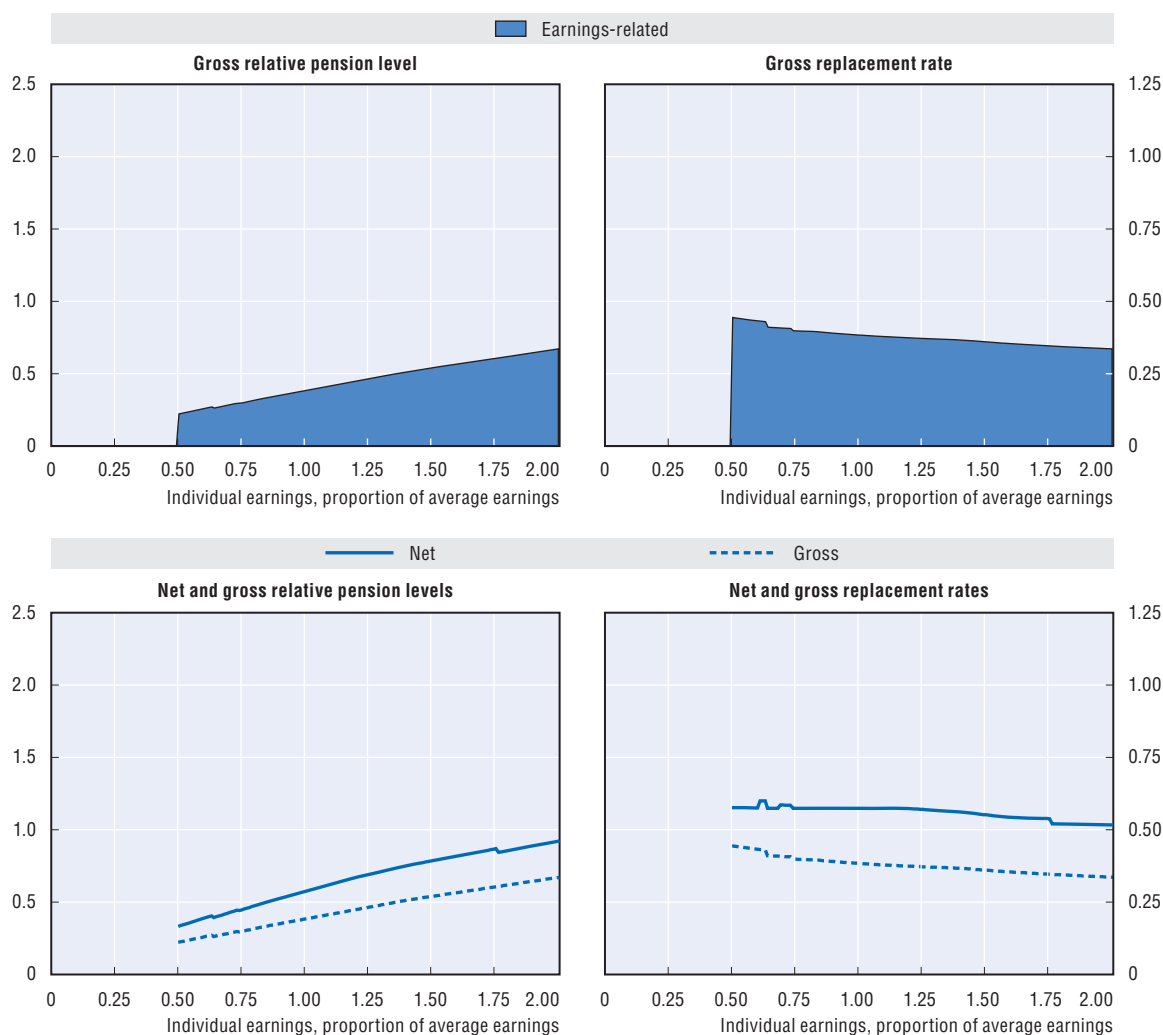 Earnings-related
Gross relative pension level
Gross replacement rate
2.5
2.0
1.5
1.0
0.5
0
1.25
1.00
0.75
0.50
0.25
0
0 0.25 0.50 0.75 1.00 1.25 1.50 1.75 2.00
Individual earnings, proportion of average earnings
0 0.25 0.50 0.75 1.00 1.25 1.50 1.75 2.00
Individual earnings, proportion of average earnings
Net Gross
Net and gross relative pension levels
Net and gross replacement rates
2.5
2.0
1.5
1.0
0.5
0
1.25
1.00
0.75
0.50
0.25
0
0 0.25 0.50 0.75 1.00 1.25 1.50 1.75 2.00
Individual earnings, proportion of average earnings
0 0.25 0.50 0.75 1.00 1.25 1.50 1.75 2.00
Individual earnings, proportion of average earnings